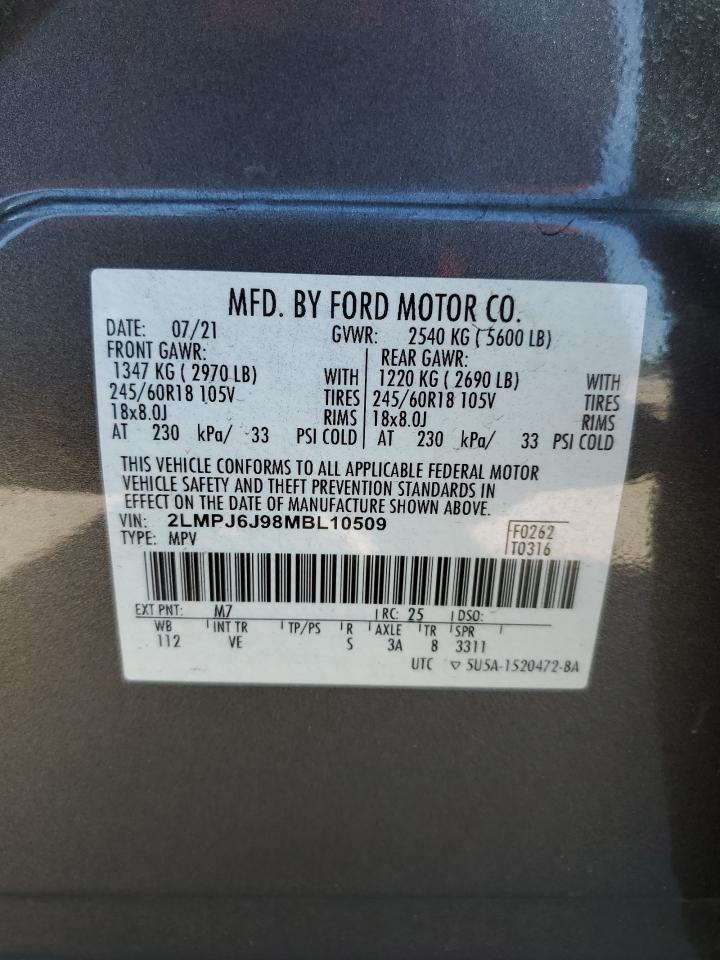 MFD. BY FORD MOTOR CO.
DATE: 07/21 GVWR: 2540 KG ( 5600 LB)
FRONT GAWR: REAR GAWR:
1347 KG ( 2970 LB) WITH 1220 KG ( 2690 LB) WITH
245/60R18 105V TIRES 245/60R18 105V TIRES
18x8.0J RIMS 18x8.0J RIMS
AT 230 kPa/ 33 PSI COLD AT 230 kPa/ 33 PSI COLD
THIS VEHICLE CONFORMS TO ALL APPLICABLE FEDERAL MOTOR
VEHICLE SAFETY AND THEFT PREVENTION STANDARDS IN
EFFECT ON THE DATE OF MANUFACTURE SHOWN ABOVE.
VIN: 2LMPJ6J98MBL10509 F0262
TYPE: MPV T0316
EXT PNT: M7 RC: 25 DSO:
WB INT TR TP/PS R AXLE TR SPR
112 VE S 3A 8 3311
UTC ▽ 5U5A-1520472-BA